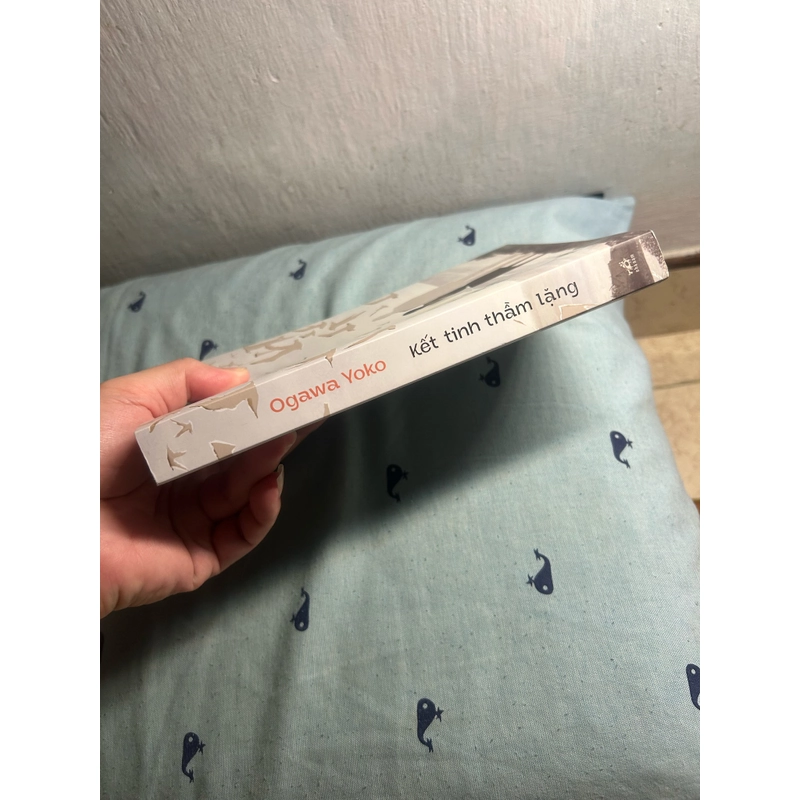 Ogawa Yoko Kết tinh thầm lặng